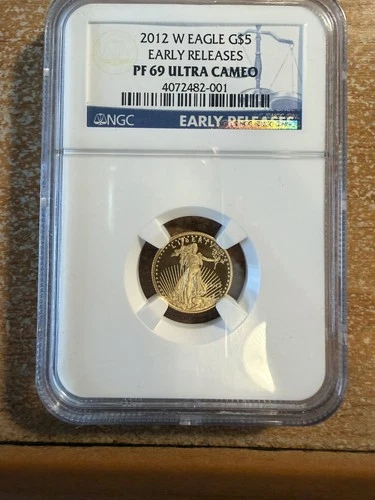 2012 W EAGLE G$5
EARLY RELEASES
PF 69 ULTRA CAMEO
4072482-001
NGC EARLY RELEASES
LIBERTY